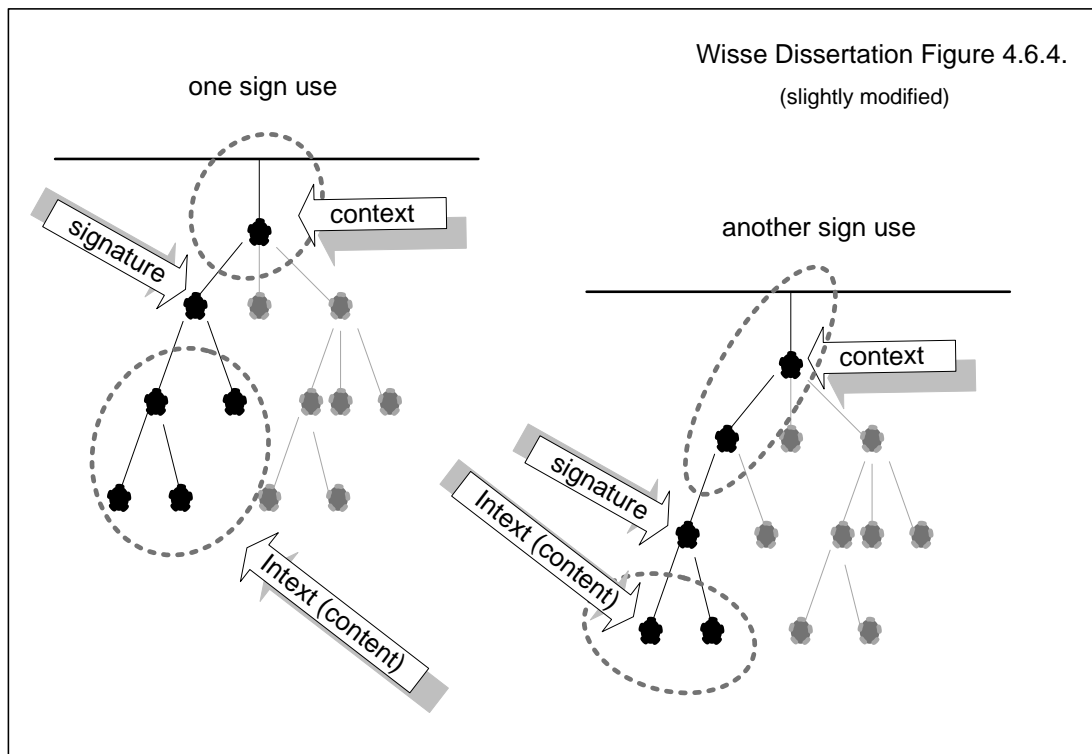 Wisse Dissertation Figure 4.6.4.
(slightly modified)
one sign use
context
signature
Intext (content)
another sign use
context
signature
Intext (content)